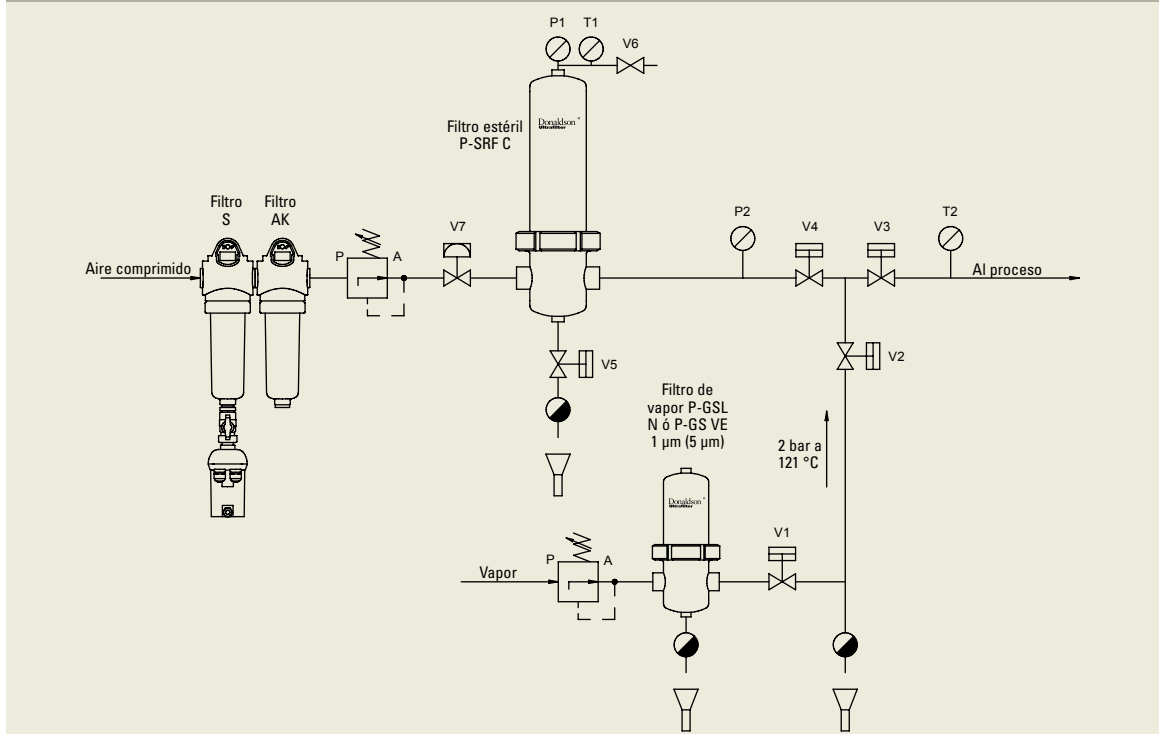 P1 T1
V6
Filtro estéril
P-SRF C
Donaldson
Ultrafilter
Filtro
S
Filtro
AK
P A
V7
P2
V4
V3
T2
Aire comprimido
Al proceso
V5
V2
Filtro de
vapor P-GSL
N ó P-GS VE
1 µm (5 µm)
2 bar a
121 °C
Donaldson
Ultrafilter
V1
P A
Vapor